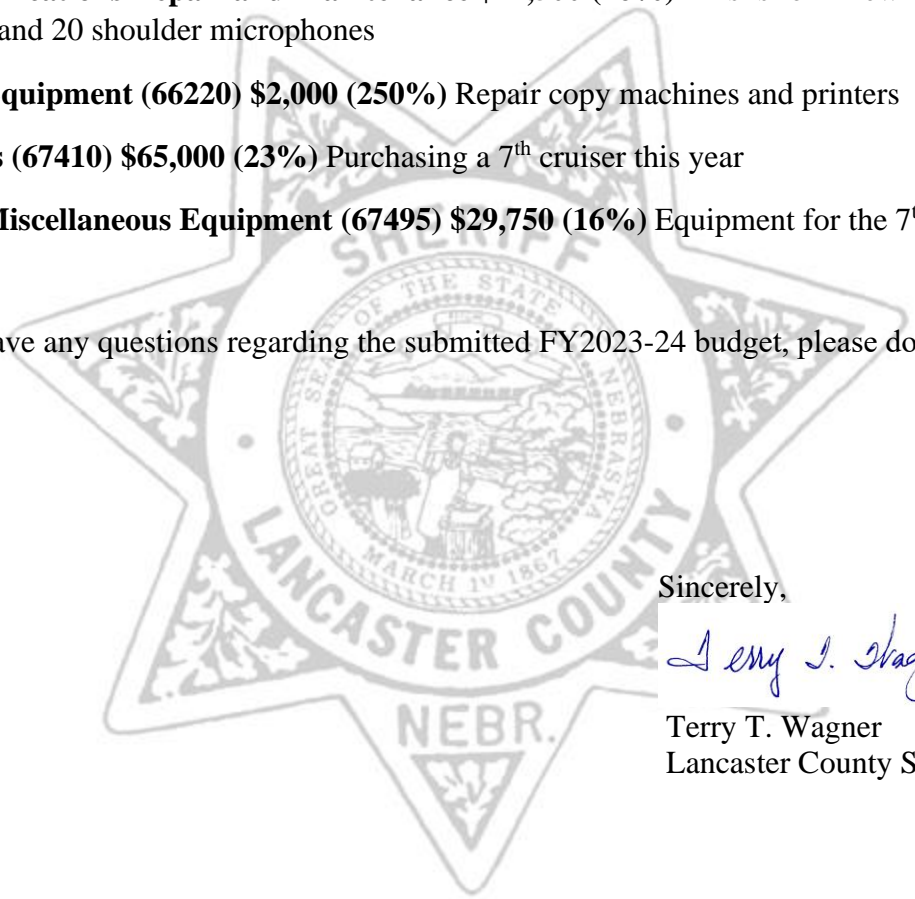 and 20 shoulder microphones
quipment (66220) $2,000 (250%) Repair copy machines and printers
s (67410) $65,000 (23%) Purchasing a 7th cruiser this year
Miscellaneous Equipment (67495) $29,750 (16%) Equipment for the 7
ave any questions regarding the submitted FY2023-24 budget, please do
SHERIFF
GREAT SEAL OF THE STATE OF NEBRASKA
MARCH 1ST 1867
LANCASTER COUNTY
NEBR.
Sincerely,
Terry T. Wag
Terry T. Wagner
Lancaster County S